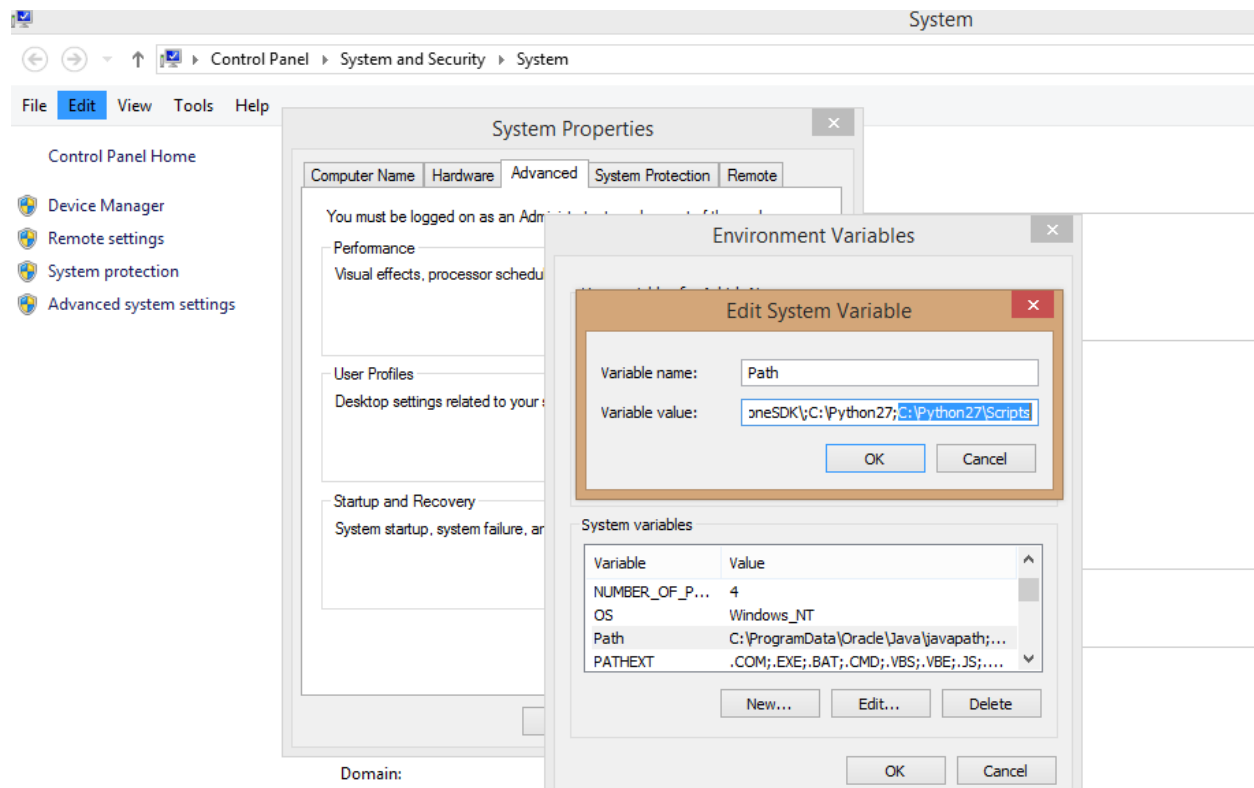 System
Control Panel System and Security System
File Edit View Tools Help
Control Panel Home
Device Manager
Remote settings
System protection
Advanced system settings
System Properties
Computer Name Hardware Advanced System Protection Remote
You must be logged on as an
Performance
Visual effects, processor
User Profiles
Desktop settings related to your
Startup and Recovery
System startup, system failure,
Domain:
Environment Variables
Edit System Variable
Variable name: Path
Variable value: oneSDK\;C:\Python27;C:\Python27\Scripts
OK Cancel
System variables
Variable Value
NUMBER_OF_P... 4
OS Windows_NT
Path C:\ProgramData\Oracle\Java\javapath;...
PATHEXT .COM;.EXE;.BAT;.CMD;.VBS;.VBE;.JS;....
New... Edit... Delete
OK Cancel